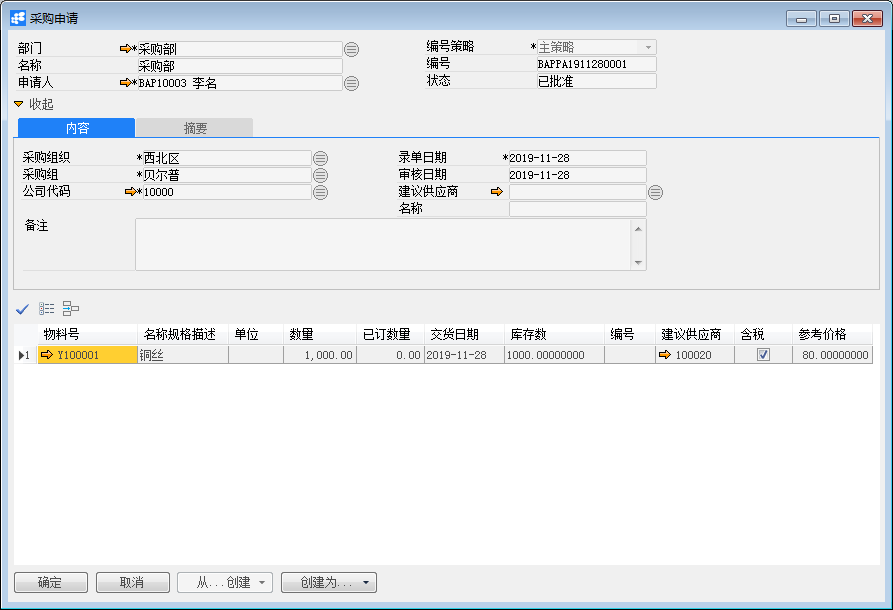 采购申请
部门 *采购部 编号策略 *主策略
名称 采购部 编号 BAPPA1911280001
申请人 *BAP10003 李名 状态 已批准
收起
内容 摘要
采购组织 *西北区 录单日期 *2019-11-28
采购组 *贝尔普 审核日期 2019-11-28
公司代码 *10000 建议供应商
名称
备注
物料号 名称规格描述 单位 数量 已订数量 交货日期 库存数 编号 建议供应商 含税 参考价格
1 Y100001 铜丝 1,000.00 0.00 2019-11-28 1000.00000000 100020 80.00000000
确定 取消 从...创建 创建为...